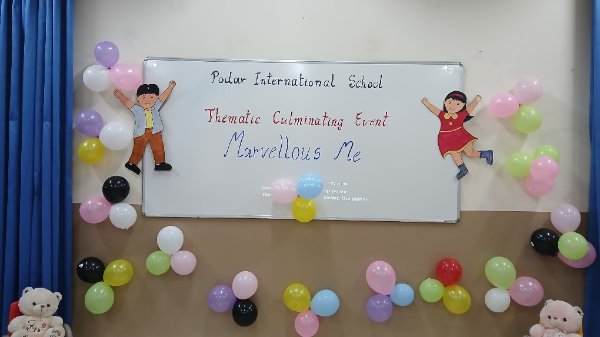 Podar International School
Thematic Culminating Event
Marvellous Me